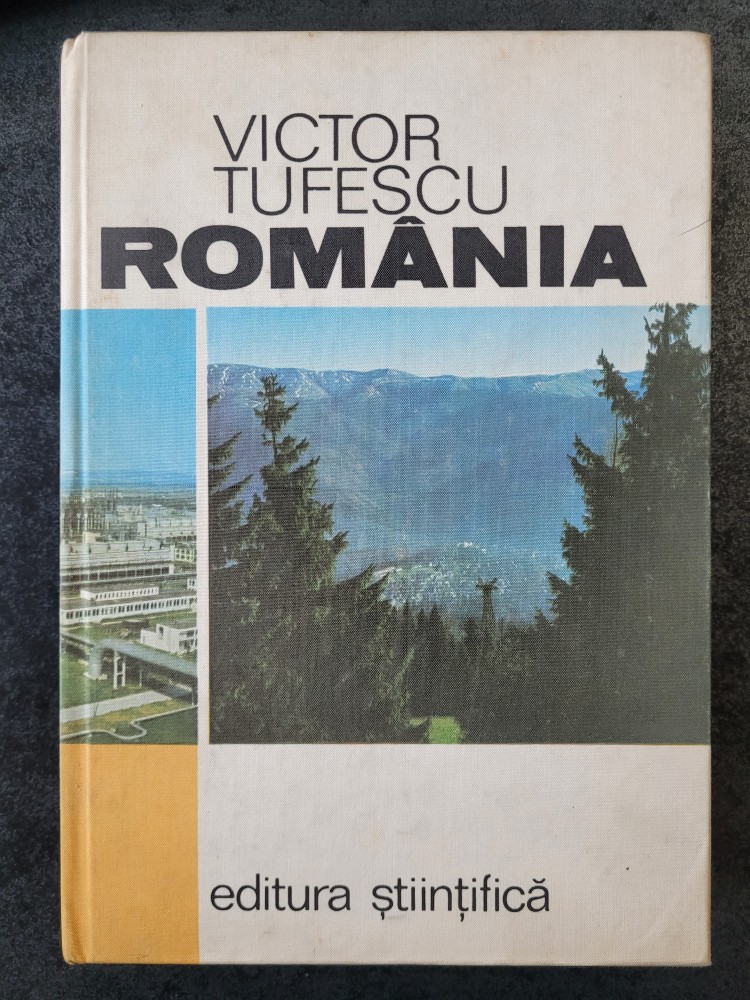 VICTOR
TUFESCU
ROMÂNIA
editura științifică